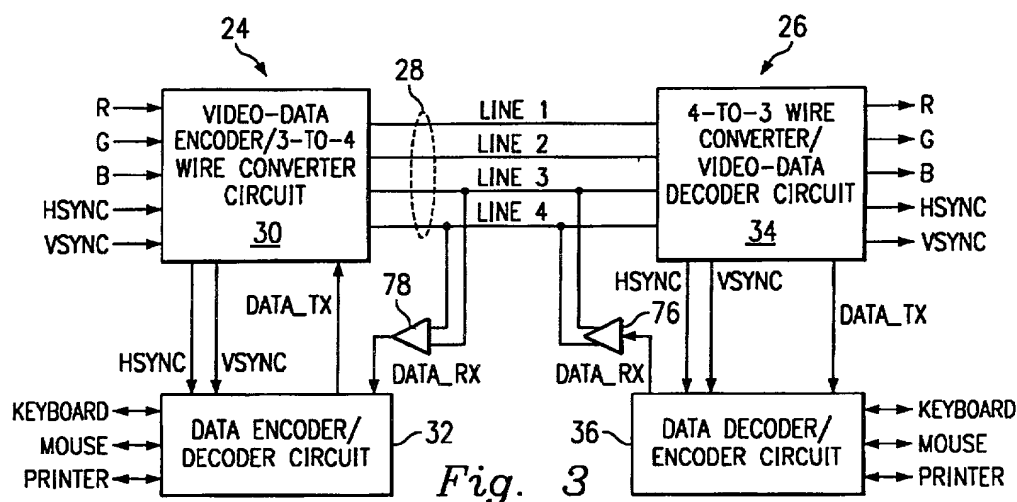 24
26
28
R
G
B
HSYNC
VSYNC
VIDEO-DATA
ENCODER/3-TO-4
WIRE CONVERTER
CIRCUIT
30
LINE 1
LINE 2
LINE 3
LINE 4
4-TO-3 WIRE
CONVERTER/
VIDEO-DATA
DECODER CIRCUIT
34
R
G
B
HSYNC
VSYNC
HSYNC
VSYNC
DATA_TX
78
DATA_RX
76
DATA_RX
HSYNC
VSYNC
DATA_TX
KEYBOARD
MOUSE
PRINTER
DATA ENCODER/
DECODER CIRCUIT
32
36
DATA DECODER/
ENCODER CIRCUIT
KEYBOARD
MOUSE
PRINTER
Fig. 3